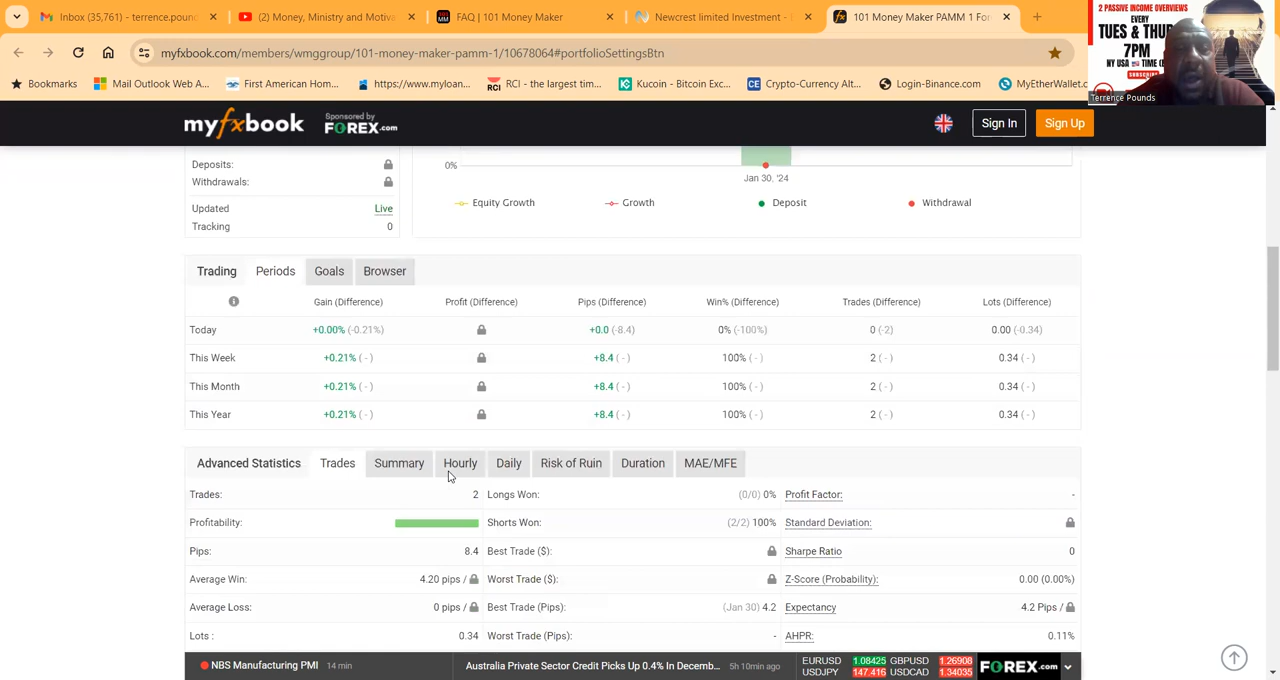 Inbox (35,761) - terrence.poun
(2) Money, Ministry and Motiva
FAQ | 101 Money Maker
Newcrest limited Investment -
101 Money Maker PAMM 1 For
myfxbook.com/members/wmggroup/101-money-maker-pamm-1/10678064#portfolioSettingsBtn
Bookmarks
Mail Outlook Web A...
First American Hom...
https://www.myloan...
RCI - the largest tim...
Kucoin - Bitcoin Exc...
Crypto-Currency Alt...
Login-Binance.com
MyEtherWallet.c
2 PASSIVE INCOME OVERVIEWS
EVERY
TUES & THU
7PM
NY USA TIME
Terrence Pounds
myfxbook
Sponsored by
FOREX.com
Sign In
Sign Up
Deposits:
Withdrawals:
Updated Live
Tracking 0
0%
Jan 30, '24
Equity Growth Growth Deposit Withdrawal
Trading Periods Goals Browser
Gain (Difference) Profit (Difference) Pips (Difference) Win% (Difference) Trades (Difference) Lots (Difference)
Today +0.00% (-0.21%) +0.0 (-8.4) 0% (-100%) 0 (-2) 0.00 (-0.34)
This Week +0.21% ( - ) +8.4 ( - ) 100% ( - ) 2 ( - ) 0.34 ( - )
This Month +0.21% ( - ) +8.4 ( - ) 100% ( - ) 2 ( - ) 0.34 ( - )
This Year +0.21% ( - ) +8.4 ( - ) 100% ( - ) 2 ( - ) 0.34 ( - )
Advanced Statistics Trades Summary Hourly Daily Risk of Ruin Duration MAE/MFE
Trades: 2 Longs Won: (0/0) 0% Profit Factor: -
Profitability: Shorts Won: (2/2) 100% Standard Deviation:
Pips: 8.4 Best Trade ($): Sharpe Ratio 0
Average Win: 4.20 pips / Worst Trade ($): Z-Score (Probability): 0.00 (0.00%)
Average Loss: 0 pips / Best Trade (Pips): (Jan 30) 4.2 Expectancy 4.2 Pips /
Lots : 0.34 Worst Trade (Pips): - AHPR: 0.11%
NBS Manufacturing PMI 14 min Australia Private Sector Credit Picks Up 0.4% In Decemb... 5h 10min ago
EURUSD 1.08425 GBPUSD 1.26908
USDJPY 147.416 USDCAD 1.34035
FOREX.com